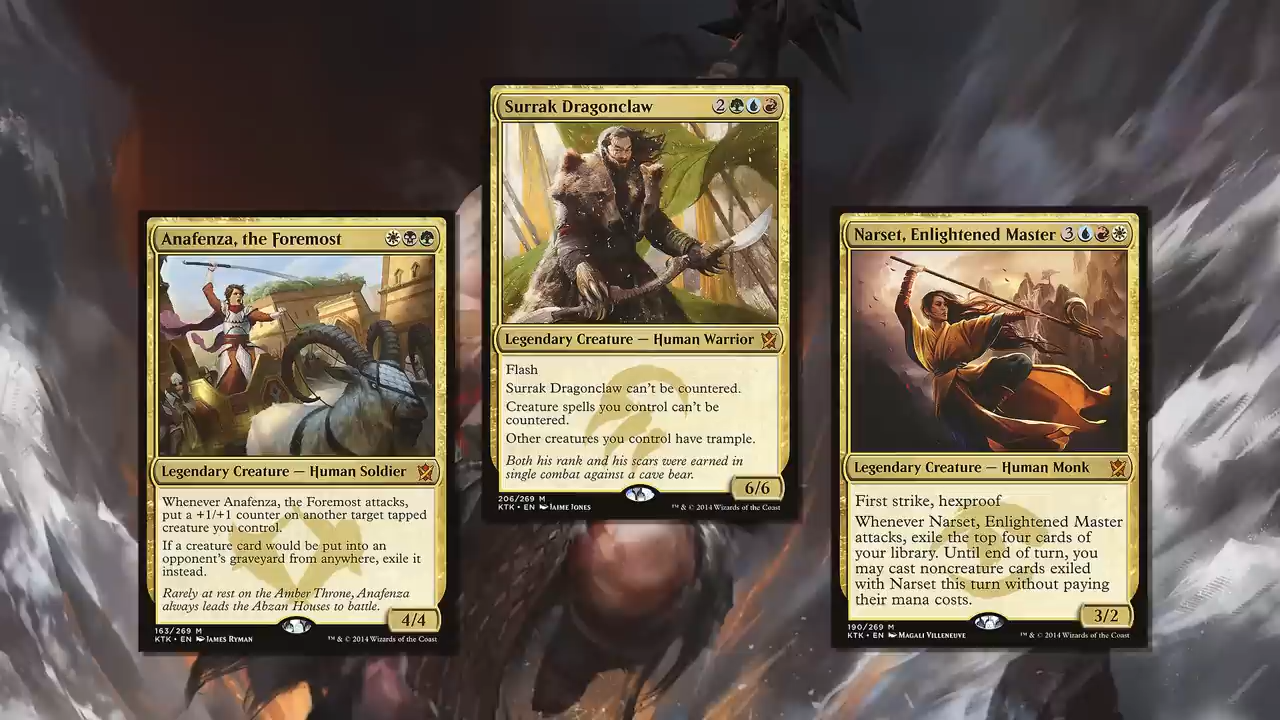 Anafenza, the Foremost
Legendary Creature — Human Soldier
Whenever Anafenza, the Foremost attacks,
put a +1/+1 counter on another target tapped
creature you control.
If a creature card would be put into an
opponent's graveyard from anywhere, exile it
instead.
Rarely at rest on the Amber Throne, Anafenza
always leads the Abzan Houses to battle.
4/4
163/269 M
KTK • EN James Ryman
™ & © 2014 Wizards of the Coast
Surrak Dragonclaw 2
Legendary Creature — Human Warrior
Flash
Surrak Dragonclaw can't be countered.
Creature spells you control can't be
countered.
Other creatures you control have trample.
Both his rank and his scars were earned in
single combat against a cave bear.
6/6
206/269 M
KTK • EN Jaime Jones
™ & © 2014 Wizards of the Coast
Narset, Enlightened Master 3
Legendary Creature — Human Monk
First strike, hexproof
Whenever Narset, Enlightened Master
attacks, exile the top four cards of
your library. Until end of turn, you
may cast noncreature cards exiled
with Narset this turn without paying
their mana costs.
3/2
190/269 M
KTK • EN Magali Villeneuve
™ & © 2014 Wizards of the Coast